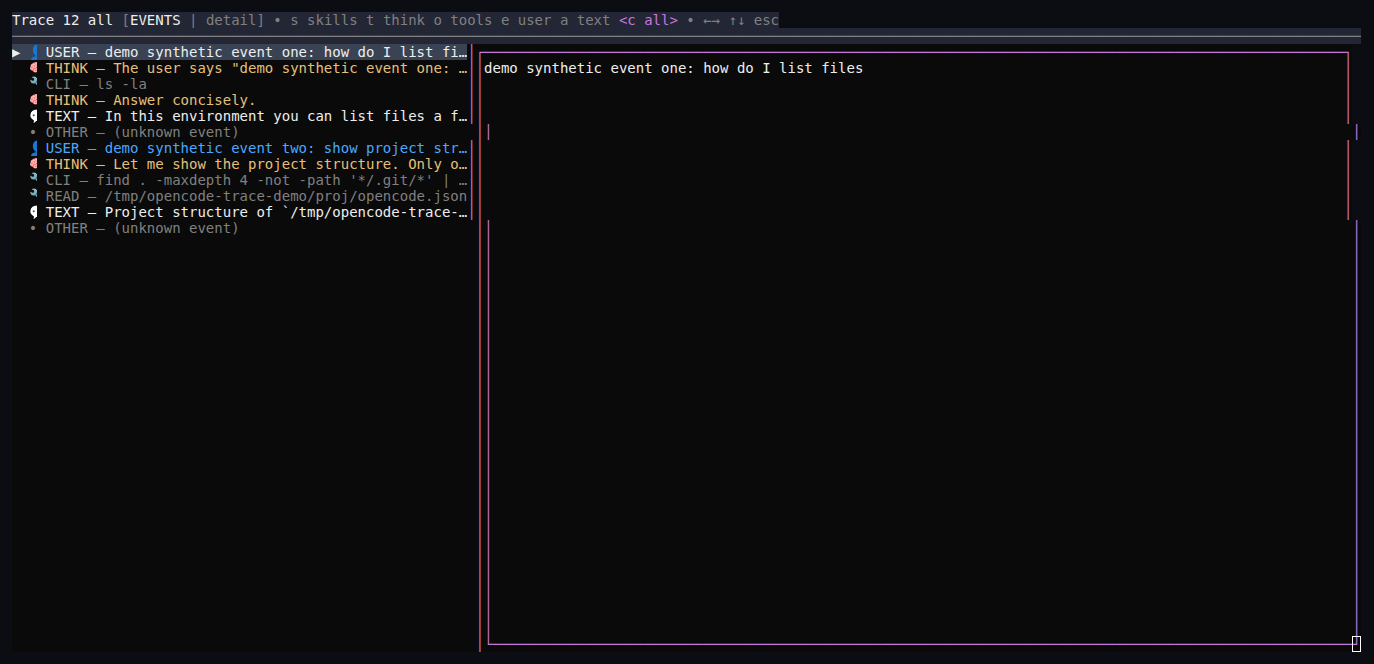 Trace 12 all [EVENTS | detail] • s skills t think o tools e user a text <c all> • ←→ ↑↓ esc
▶ 👤 USER — demo synthetic event one: how do I list fi…
🧠 THINK — The user says "demo synthetic event one: …
🔧 CLI — ls -la
🧠 THINK — Answer concisely.
💬 TEXT — In this environment you can list files a f…
• OTHER — (unknown event)
👤 USER — demo synthetic event two: show project str…
🧠 THINK — Let me show the project structure. Only o…
🔧 CLI — find . -maxdepth 4 -not -path '*/.git/*' | …
🔧 READ — /tmp/opencode-trace-demo/proj/opencode.json
💬 TEXT — Project structure of `/tmp/opencode-trace-…
• OTHER — (unknown event)
demo synthetic event one: how do I list files